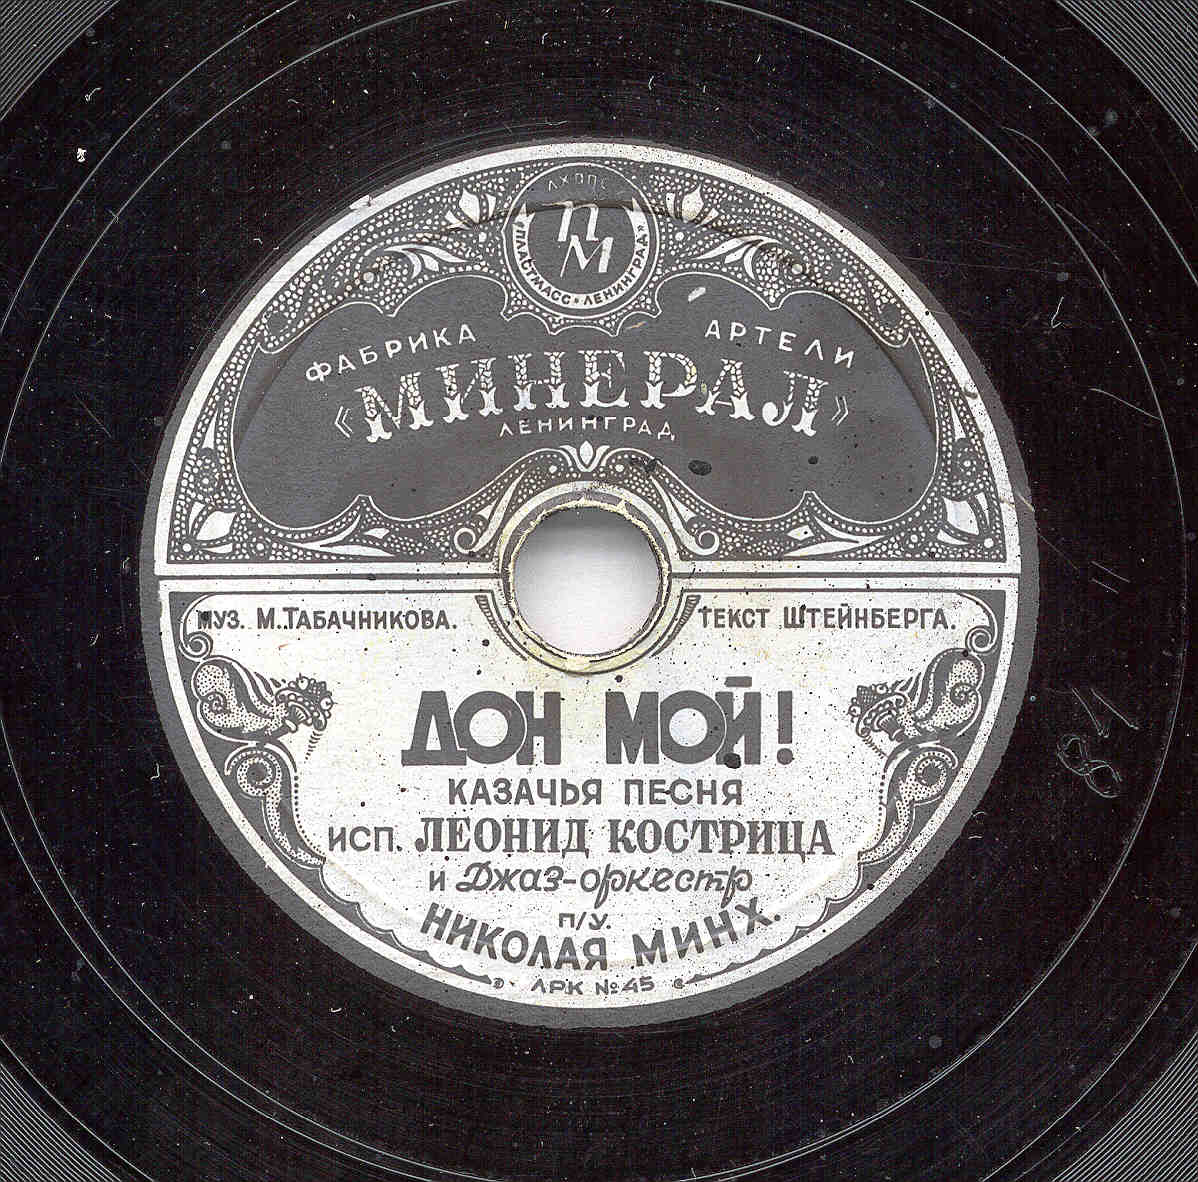 ЛХППС
ПМ
«ПЛАСТМАСС» ЛЕНИНГРАД»
ФАБРИКА АРТЕЛИ
«МИНЕРАЛ»
ЛЕНИНГРАД
МУЗ. М. ТАБАЧНИКОВА. ТЕКСТ ШТЕЙНБЕРГА.
ДОН МОЙ!
КАЗАЧЬЯ ПЕСНЯ
ИСП. ЛЕОНИД КОСТРИЦА
и Джаз-оркестр
П/У.
НИКОЛАЯ МИНХ.
ЛРК №45